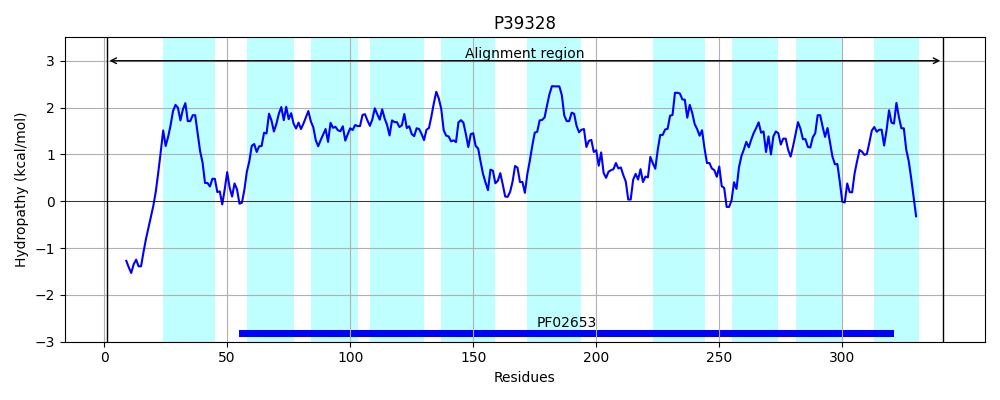 P39328
Hydropathy (kcal/mol)
3
2
1
0
−1
−2
−3
Alignment region
PF02653
0
50
100
150
200
250
300
Residues